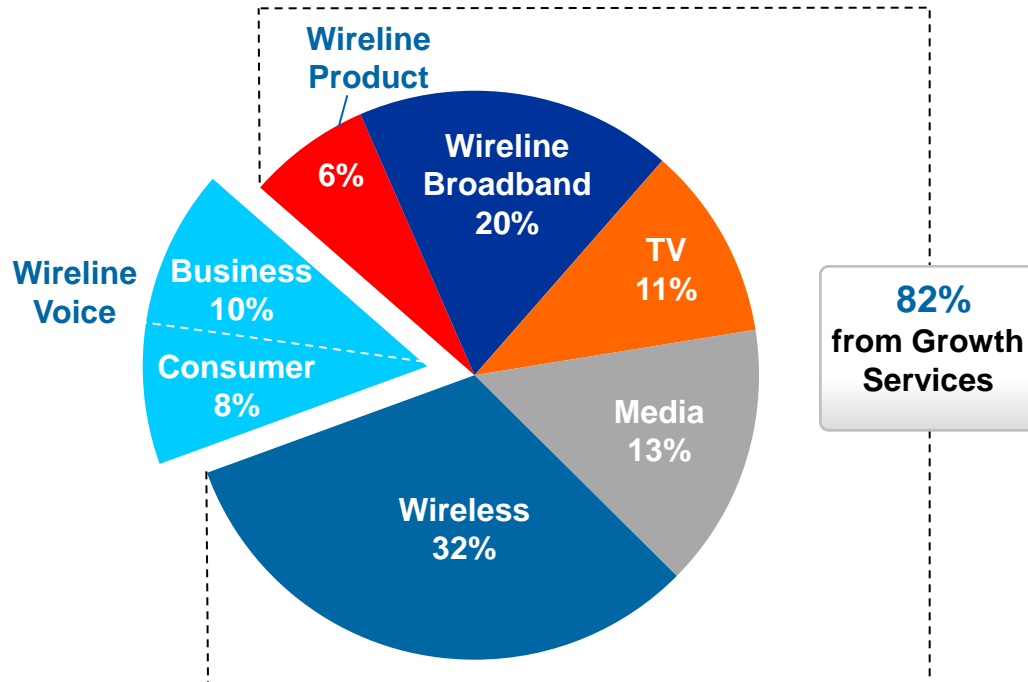 Wireline
Product
6%
Wireline
Broadband
20%
TV
11%
Wireline
Voice
Business
10%
Consumer
8%
82%
from Growth
Services
Media
13%
Wireless
32%